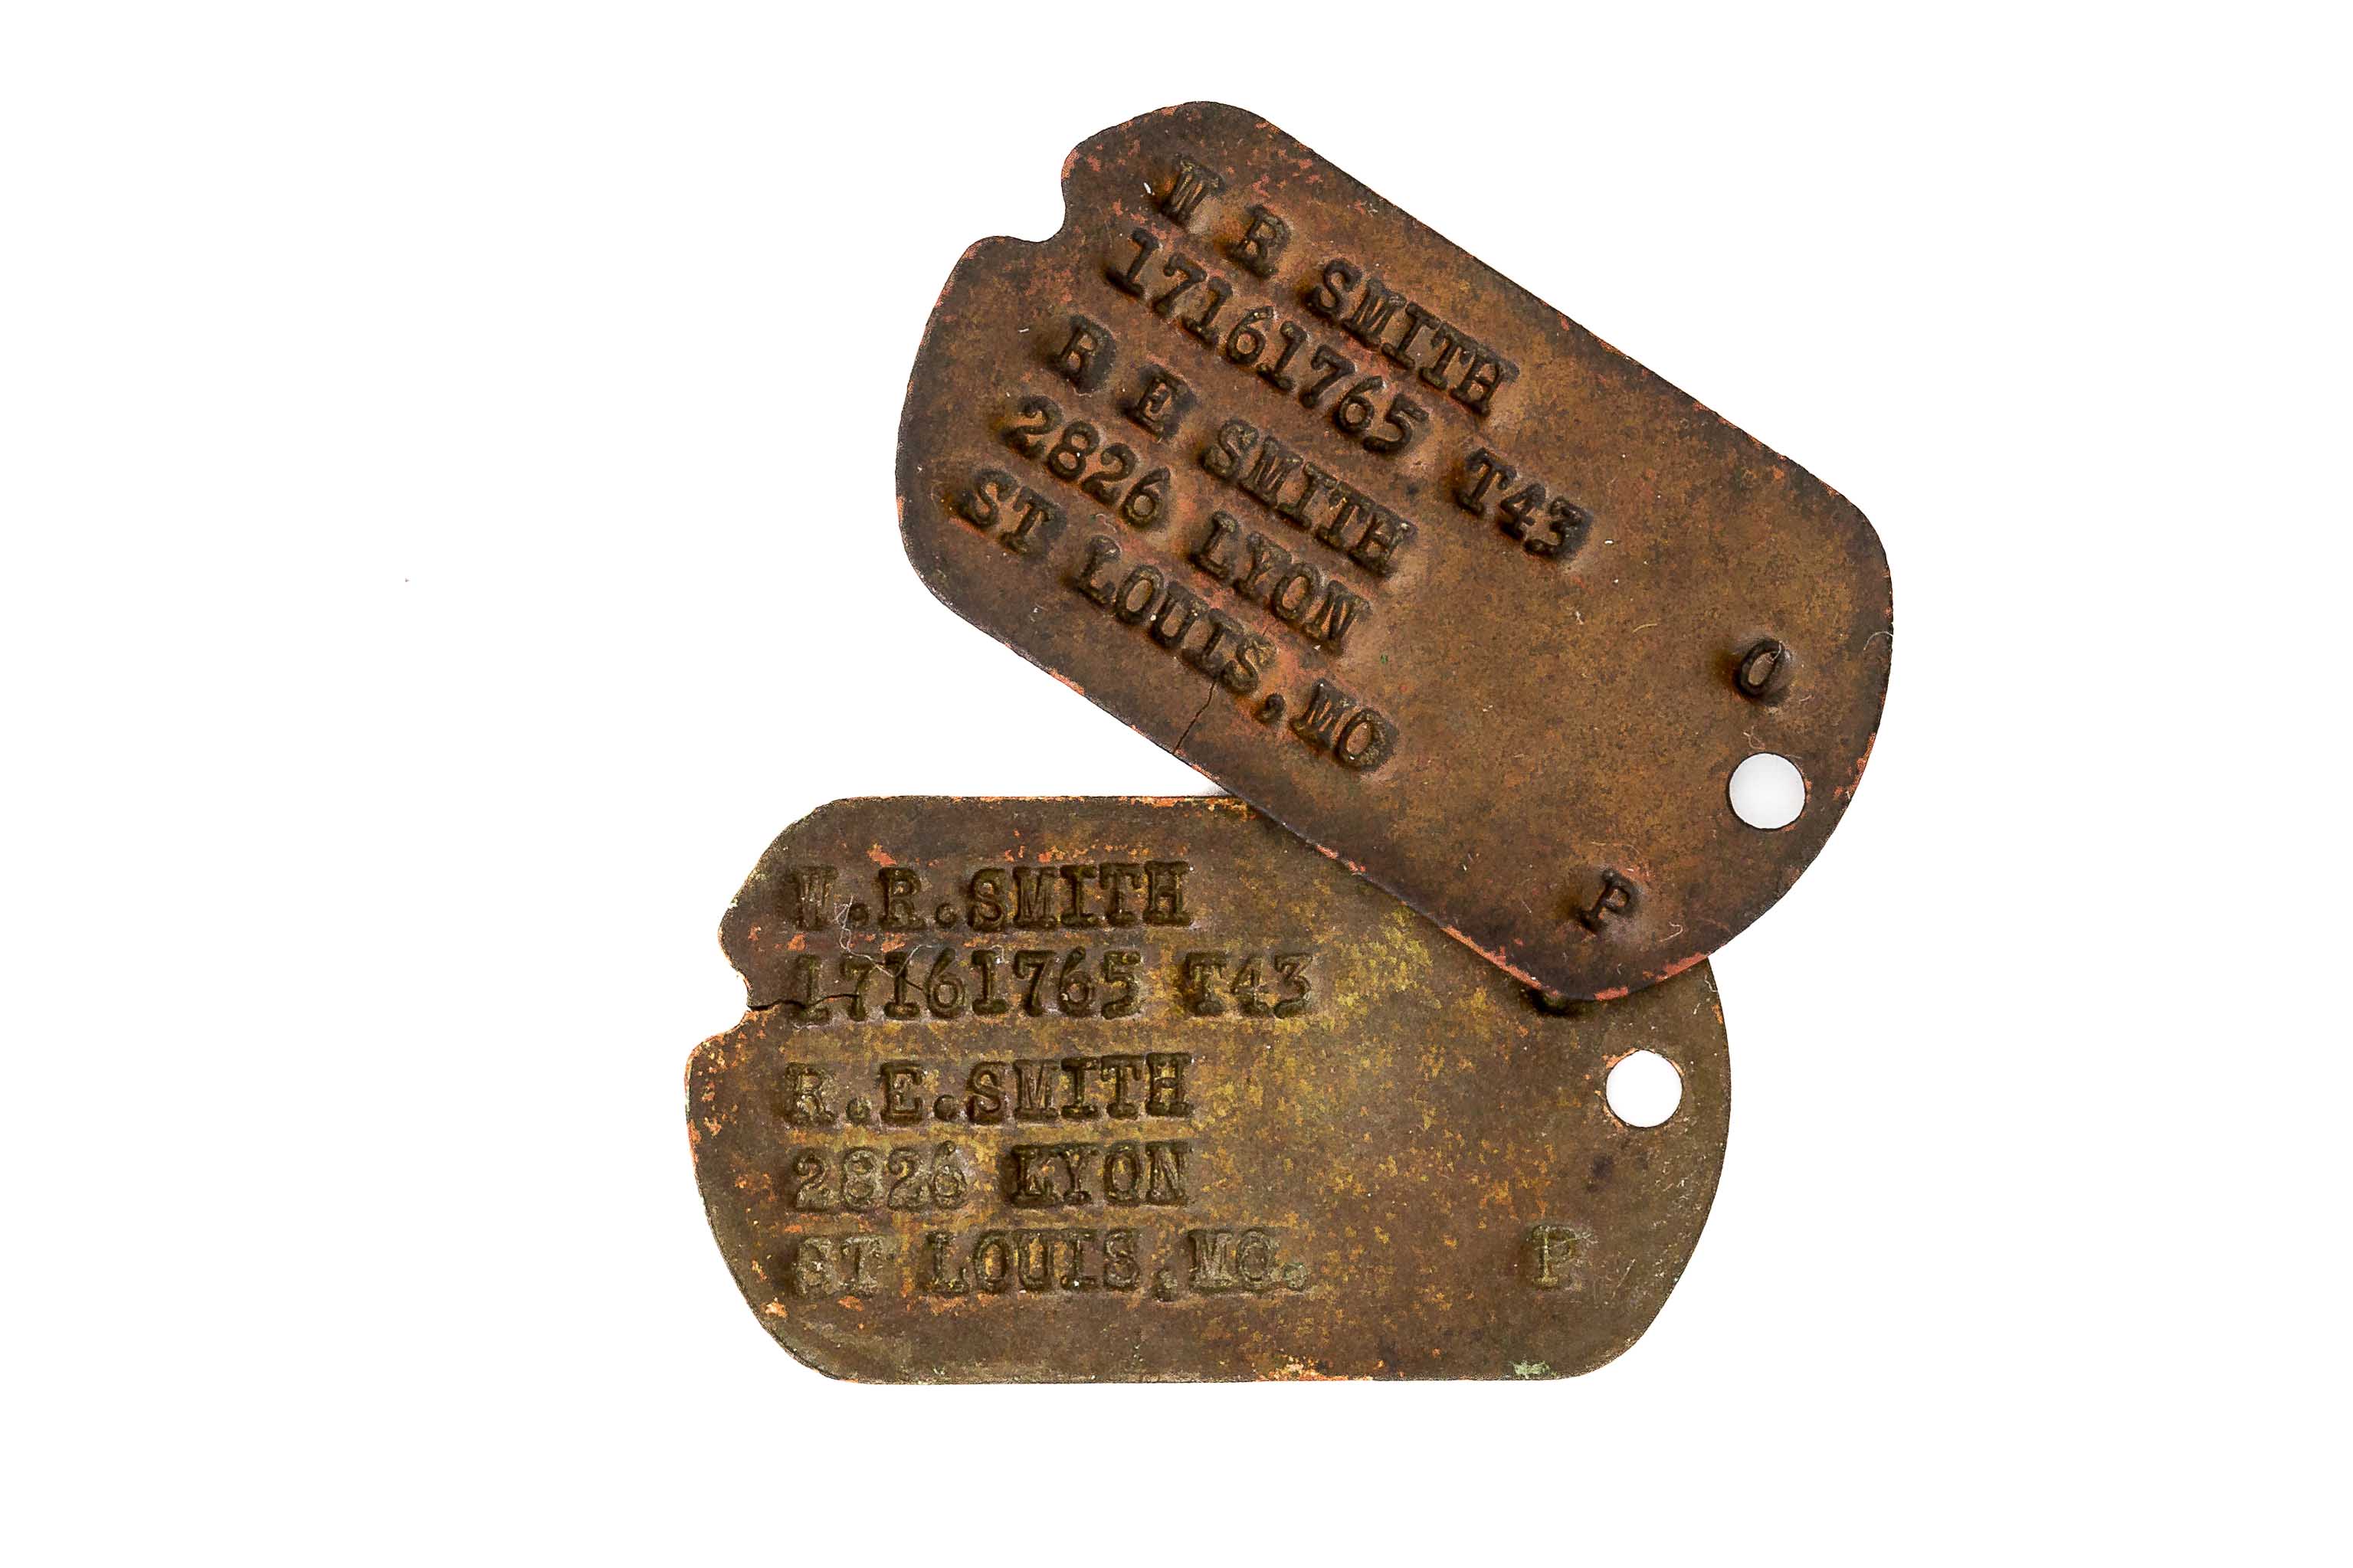 W R SMITH
17161765 T43 O
R E SMITH
2826 LYON
ST LOUIS,MO P
W.R.SMITH
17161765 T43
R.E.SMITH
2826 LYON
ST LOUIS,MO. P